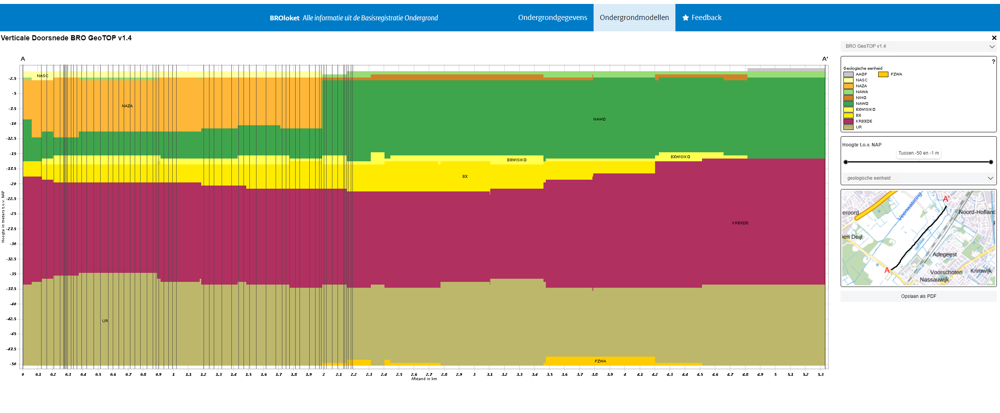 BROloket Alle informatie uit de Basisregistratie Ondergrond
Ondergrondgegevens
Ondergrondmodellen
Feedback
Verticale Doorsnede BRO GeoTOP v1.4
A
A'
NASC
NAZA
NAWO
BXWISIKO
BXWISIKO
BX
KRBXDE
UR
PZWA
Hoogte in meters t.o.v. NAP
-2.5
-5
-7.5
-10
-12.5
-15
-17.5
-20
-22.5
-25
-27.5
-30
-32.5
-35
-37.5
-40
-42.5
-45
-47.5
-50
0 0.1 0.2 0.3 0.4 0.5 0.6 0.7 0.8 0.9 1 1.1 1.2 1.3 1.4 1.5 1.6 1.7 1.8 1.9 2 2.1 2.2 2.3 2.4 2.5 2.6 2.7 2.8 2.9 3 3.1 3.2 3.3 3.4 3.5 3.6 3.7 3.8 3.9 4 4.1 4.2 4.3 4.4 4.5 4.6 4.7 4.8 4.9 5 5.1 5.2 5.3
Afstand in km
BRO GeoTOP v1.4
?
Geologische eenheid
AAOP PZWA
NASC
NAZA
NAWA
NIHO
NAWO
BXWISIKO
BX
KRBXDE
UR
Hoogte t.o.v. NAP
Tussen -50 en -1 m
geologische eenheid
Veenwatering
A'
eroord
Noord-Holland
en Deijl
Adegeest
A
Voorschoten
Krimwijk
Nassauwijk
Opslaan als PDF